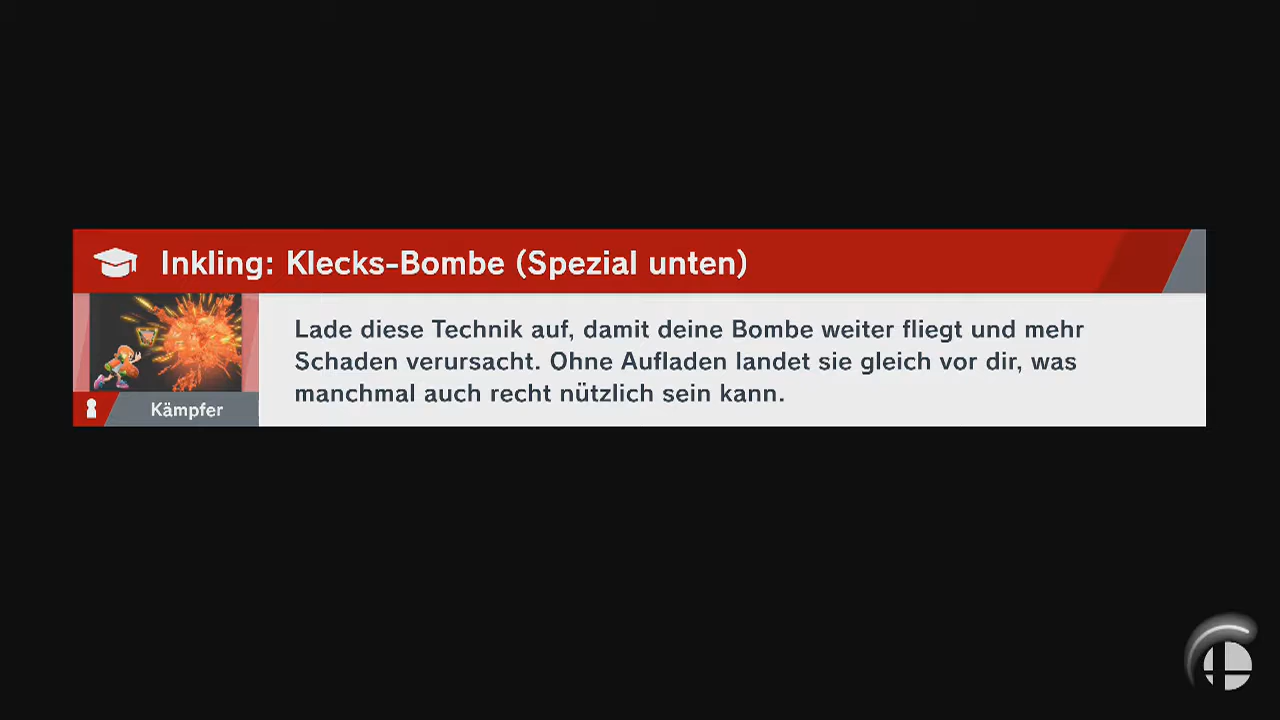 Inkling: Klecks-Bombe (Spezial unten)
Lade diese Technik auf, damit deine Bombe weiter fliegt und mehr
Schaden verursacht. Ohne Aufladen landet sie gleich vor dir, was
manchmal auch recht nützlich sein kann.
Kämpfer